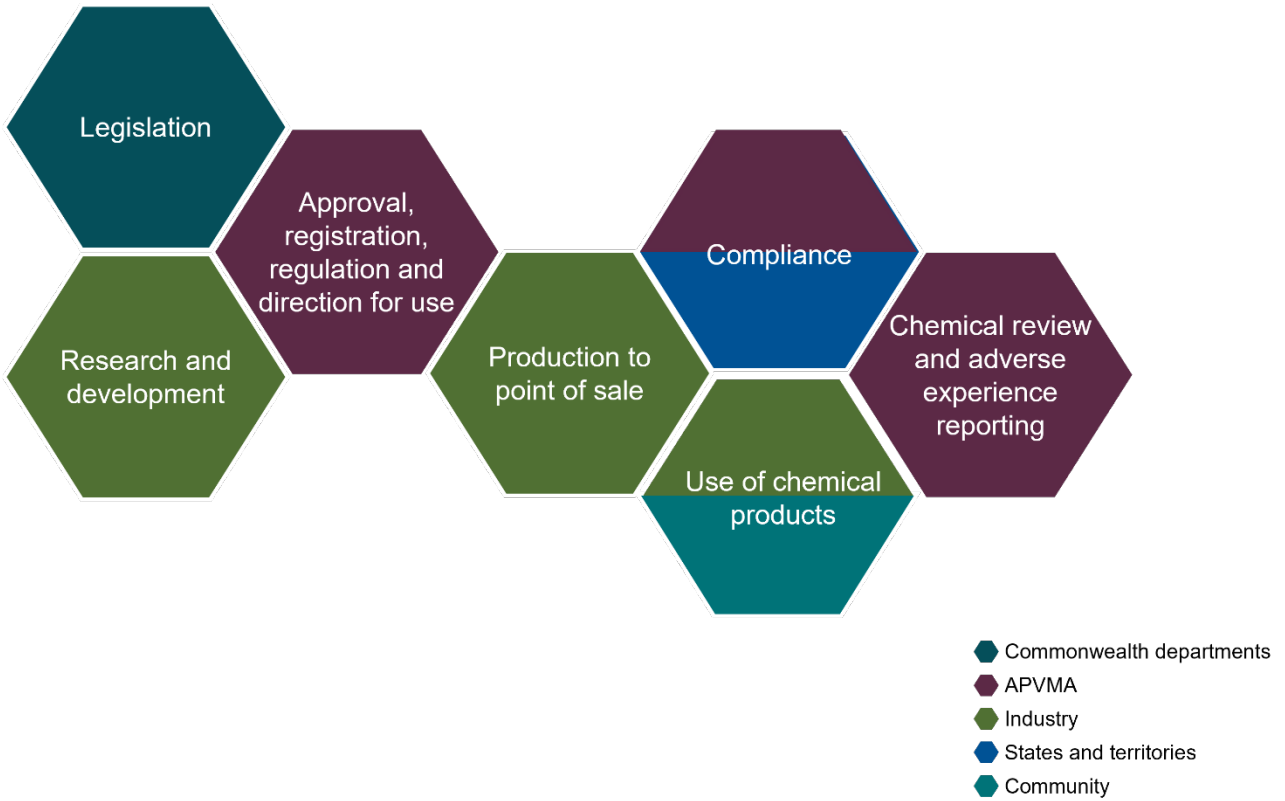 Legislation
Approval,
registration,
regulation and
direction for use
Research and
development
Production to
point of sale
Compliance
Use of chemical
products
Chemical review
and adverse
experience
reporting
Commonwealth departments
APVMA
Industry
States and territories
Community